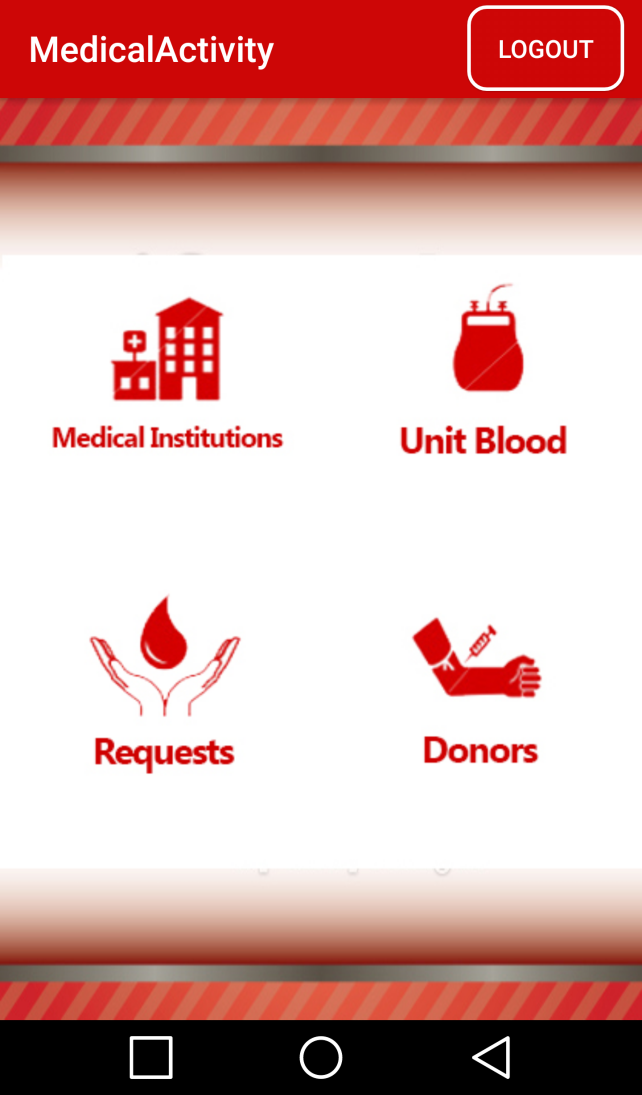 MedicalActivity
LOGOUT
Medical Institutions
Unit Blood
Requests
Donors